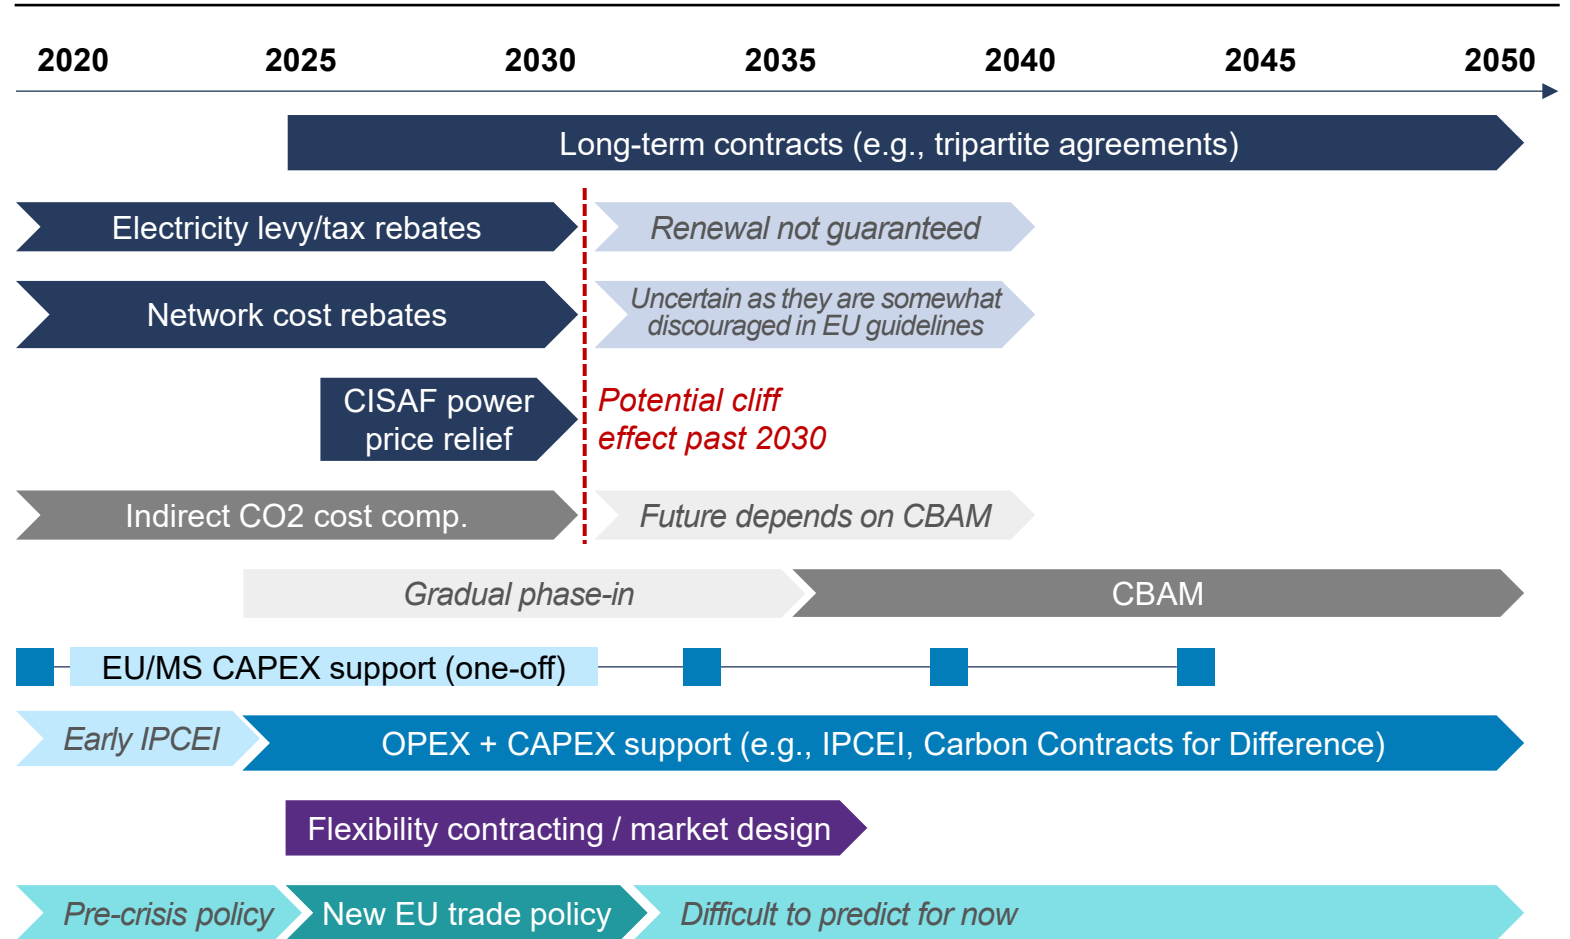 2020 2025 2030 2035 2040 2045 2050
Long-term contracts (e.g., tripartite agreements)
Electricity levy/tax rebates
Renewal not guaranteed
Network cost rebates
Uncertain as they are somewhat
discouraged in EU guidelines
CISAF power
price relief
Potential cliff
effect past 2030
Indirect CO2 cost comp.
Future depends on CBAM
Gradual phase-in
CBAM
EU/MS CAPEX support (one-off)
Early IPCEI
OPEX + CAPEX support (e.g., IPCEI, Carbon Contracts for Difference)
Flexibility contracting / market design
Pre-crisis policy
New EU trade policy
Difficult to predict for now